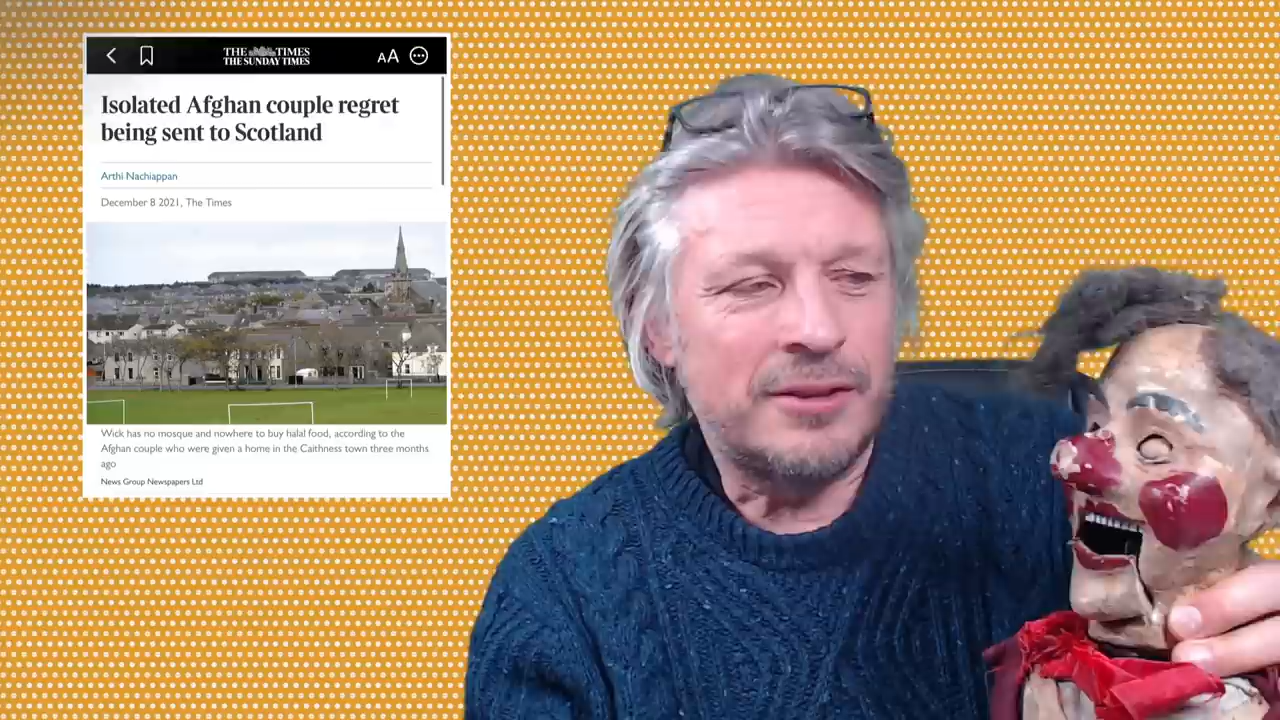 THE TIMES
THE SUNDAY TIMES
AA
Isolated Afghan couple regret
being sent to Scotland
Arthi Nachiappan
December 8 2021, The Times
Wick has no mosque and nowhere to buy halal food, according to the
Afghan couple who were given a home in the Caithness town three months
ago
News Group Newspapers Ltd